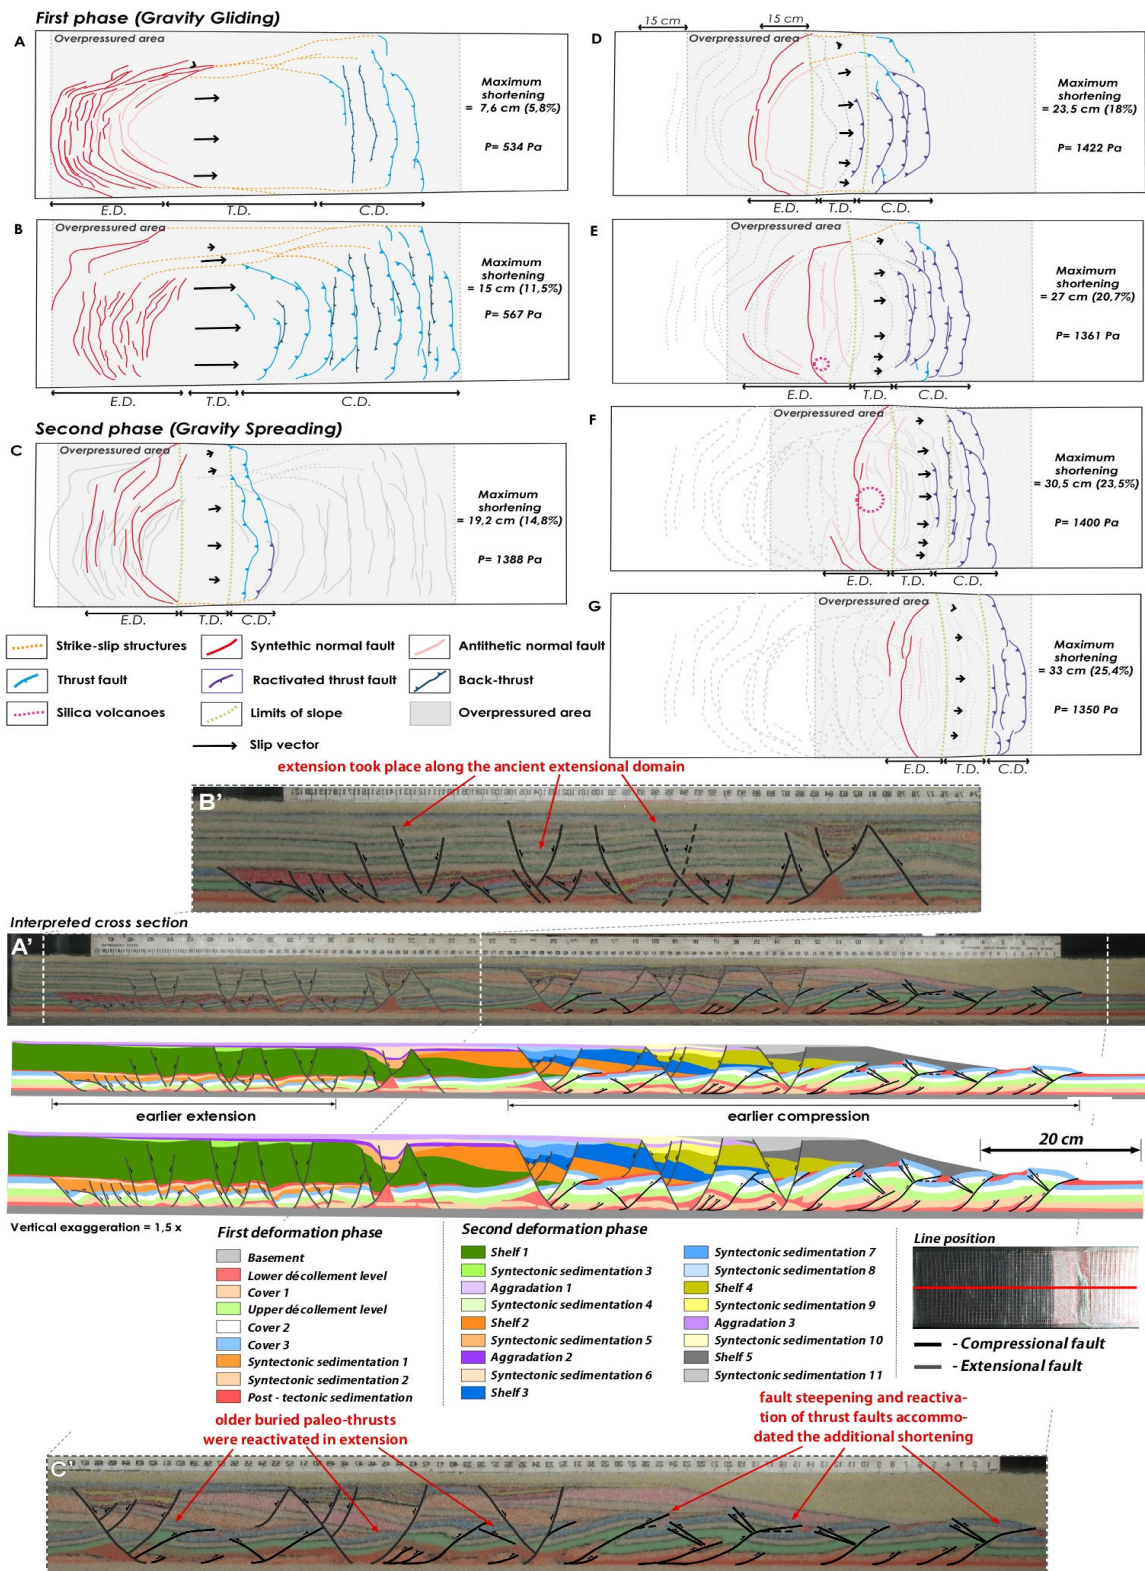 First phase (Gravity Gliding)
A
Overpressured area
Maximum
shortening
= 7,6 cm (5,8%)
P= 534 Pa
E.D.
T.D.
C.D.
B
Overpressured area
Maximum
shortening
= 15 cm (11,5%)
P= 567 Pa
E.D.
T.D.
C.D.
Second phase (Gravity Spreading)
C
Overpressured area
Maximum
shortening
= 19,2 cm (14,8%)
P= 1388 Pa
E.D.
T.D.
C.D.
15 cm
15 cm
D
Overpressured area
Maximum
shortening
= 23,5 cm (18%)
P= 1422 Pa
E.D.
T.D.
C.D.
E
Overpressured area
Maximum
shortening
= 27 cm (20,7%)
P= 1361 Pa
E.D.
T.D.
C.D.
F
Overpressured area
Maximum
shortening
= 30,5 cm (23,5%)
P= 1400 Pa
E.D.
T.D.
C.D.
G
Overpressured area
Maximum
shortening
= 33 cm (25,4%)
P= 1350 Pa
E.D.
T.D.
C.D.
Strike-slip structures
Syntethic normal fault
Antithetic normal fault
Thrust fault
Ractivated thrust fault
Back-thrust
Silica volcanoes
Limits of slope
Overpressured area
Slip vector
extension took place along the ancient extensional domain
B'
Interpreted cross section
A'
earlier extension
earlier compression
20 cm
Vertical exaggeration = 1,5 x
First deformation phase
Basement
Lower décollement level
Cover 1
Upper décollement level
Cover 2
Cover 3
Syntectonic sedimentation 1
Syntectonic sedimentation 2
Post - tectonic sedimentation
Second deformation phase
Shelf 1
Syntectonic sedimentation 3
Aggradation 1
Syntectonic sedimentation 4
Shelf 2
Syntectonic sedimentation 5
Aggradation 2
Syntectonic sedimentation 6
Shelf 3
Syntectonic sedimentation 7
Syntectonic sedimentation 8
Shelf 4
Syntectonic sedimentation 9
Aggradation 3
Syntectonic sedimentation 10
Shelf 5
Syntectonic sedimentation 11
Line position
- Compressional fault
- Extensional fault
older buried paleo-thrusts
were reactivated in extension
fault steepening and reactiva-
tion of thrust faults accommo-
dated the additional shortening
C'